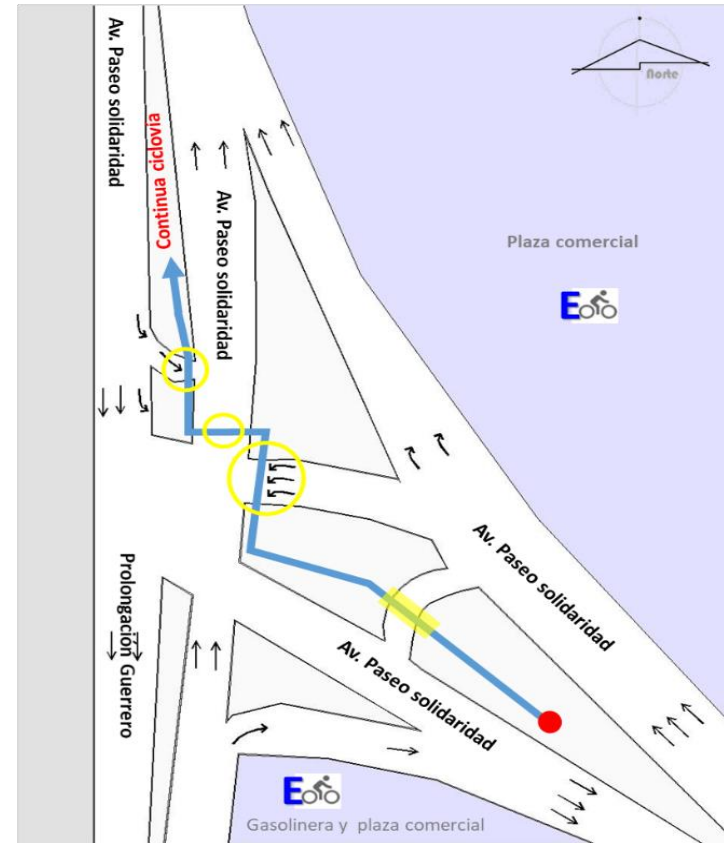 Av. Paseo solidaridad
Norte
Continua ciclovia
Av. Paseo solidaridad
Plaza comercial
E
Av. Paseo solidaridad
Prolongación Guerrero
Av. Paseo solidaridad
E
Gasolinera y plaza comercial